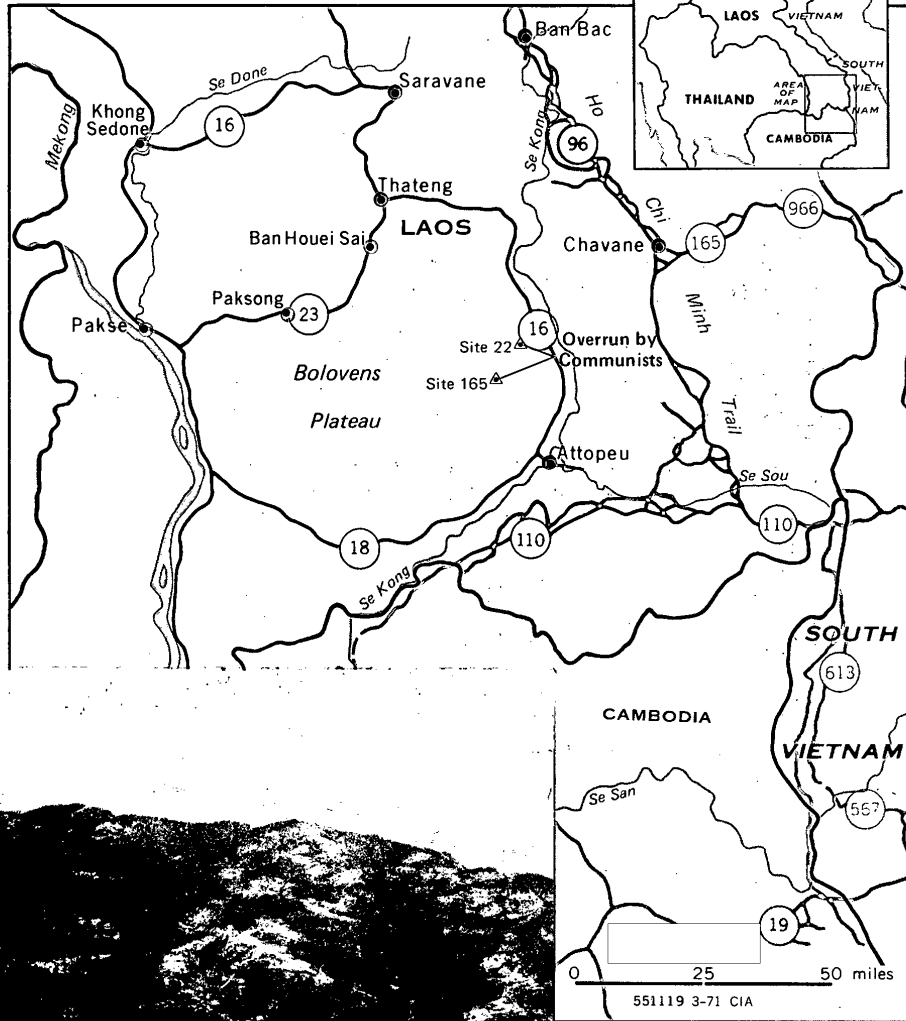 Ban Bac
LAOS
VIETNAM
SOUTH
VIET
NAM
AREA
OF
MAP
THAILAND
CAMBODIA
Se Done
Saravane
Khong
Sedone
16
Mekong
Se Kong
Ho
96
Chi
Minh
Trail
Thateng
LAOS
966
Ban Houei Sai
Chavane
165
Paksong
23
Pakse
16
Site 22
Overrun by
Communists
Site 165
Bolovens
Plateau
Attopeu
Se Sou
18
110
110
Se Kong
SOUTH
VIETNAM
613
CAMBODIA
Se San
567
19
0 25 50 miles
551119 3-71 CIA